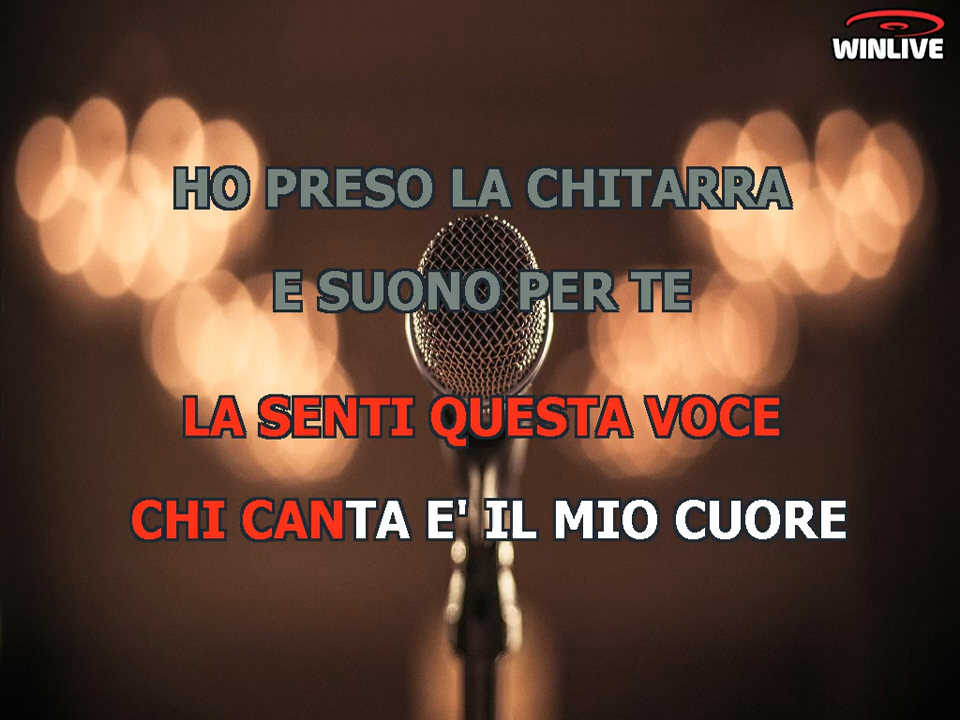 WINLIVE
HO PRESO LA CHITARRA
E SUONO PER TE
LA SENTI QUESTA VOCE
CHI CANTA E' IL MIO CUORE